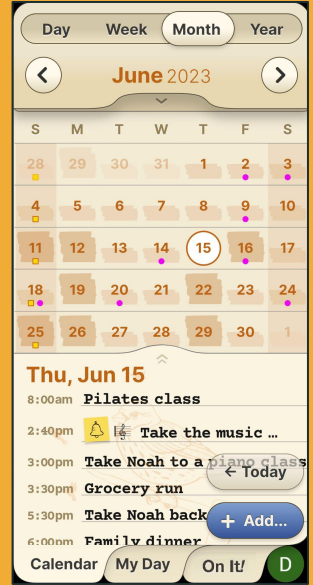 Day Week Month Year
June 2023
S M T W T F S
28 29 30 31 1 2 3
4 5 6 7 8 9 10
11 12 13 14 15 16 17
18 19 20 21 22 23 24
25 26 27 28 29 30 1
Thu, Jun 15
8:00am Pilates class
2:40pm Take the music ...
3:00pm Take Noah to a piano class
← Today
3:30pm Grocery run
5:30pm Take Noah back
+ Add...
6:00pm Family dinner
Calendar My Day On It! D